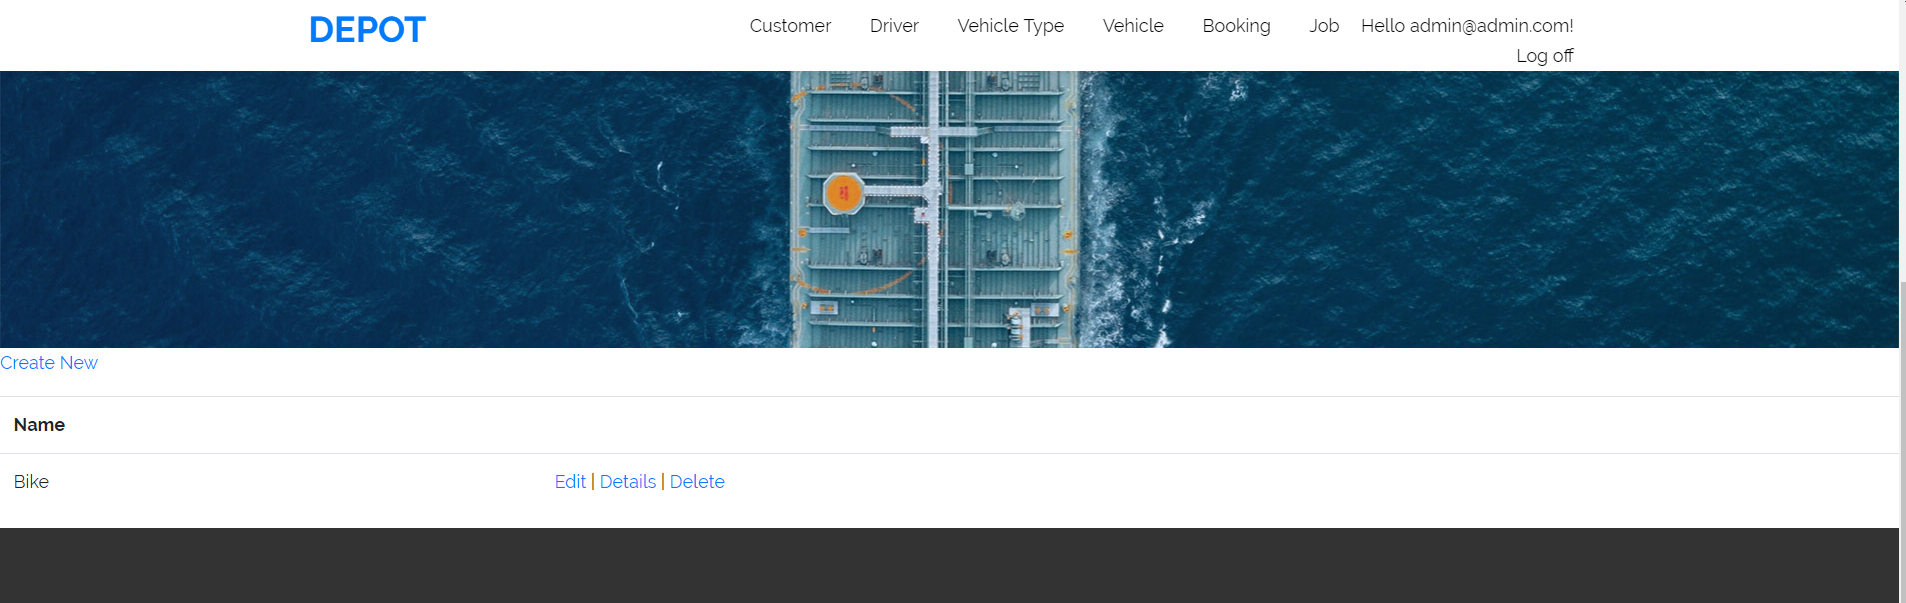 DEPOT Customer Driver Vehicle Type Vehicle Booking Job Hello admin@admin.com!
Log off
Create New
Name
Bike Edit | Details | Delete